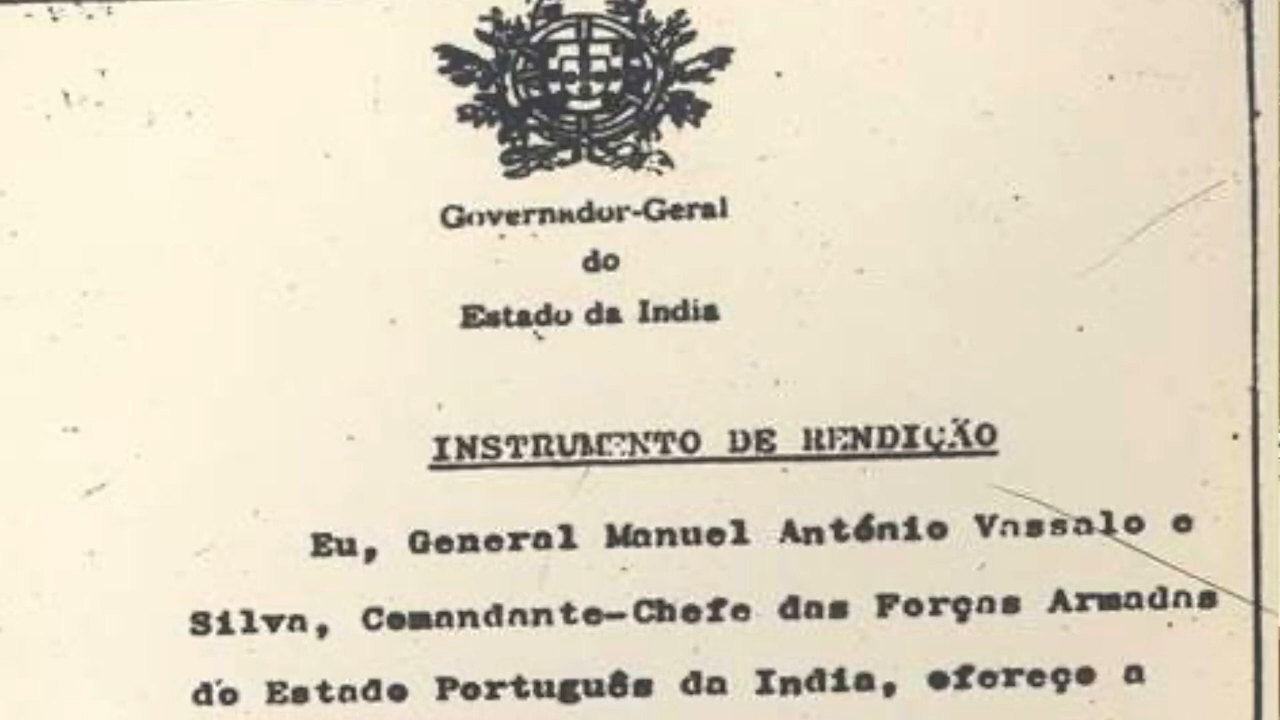 Governador-Geral
do
Estado da India
INSTRUMENTO DE RENDIÇÃO
Eu, General Manuel António Vassalo e
Silva, Comandante-Chefe das Forças Armadas
do Estado Português da India, ofereço a